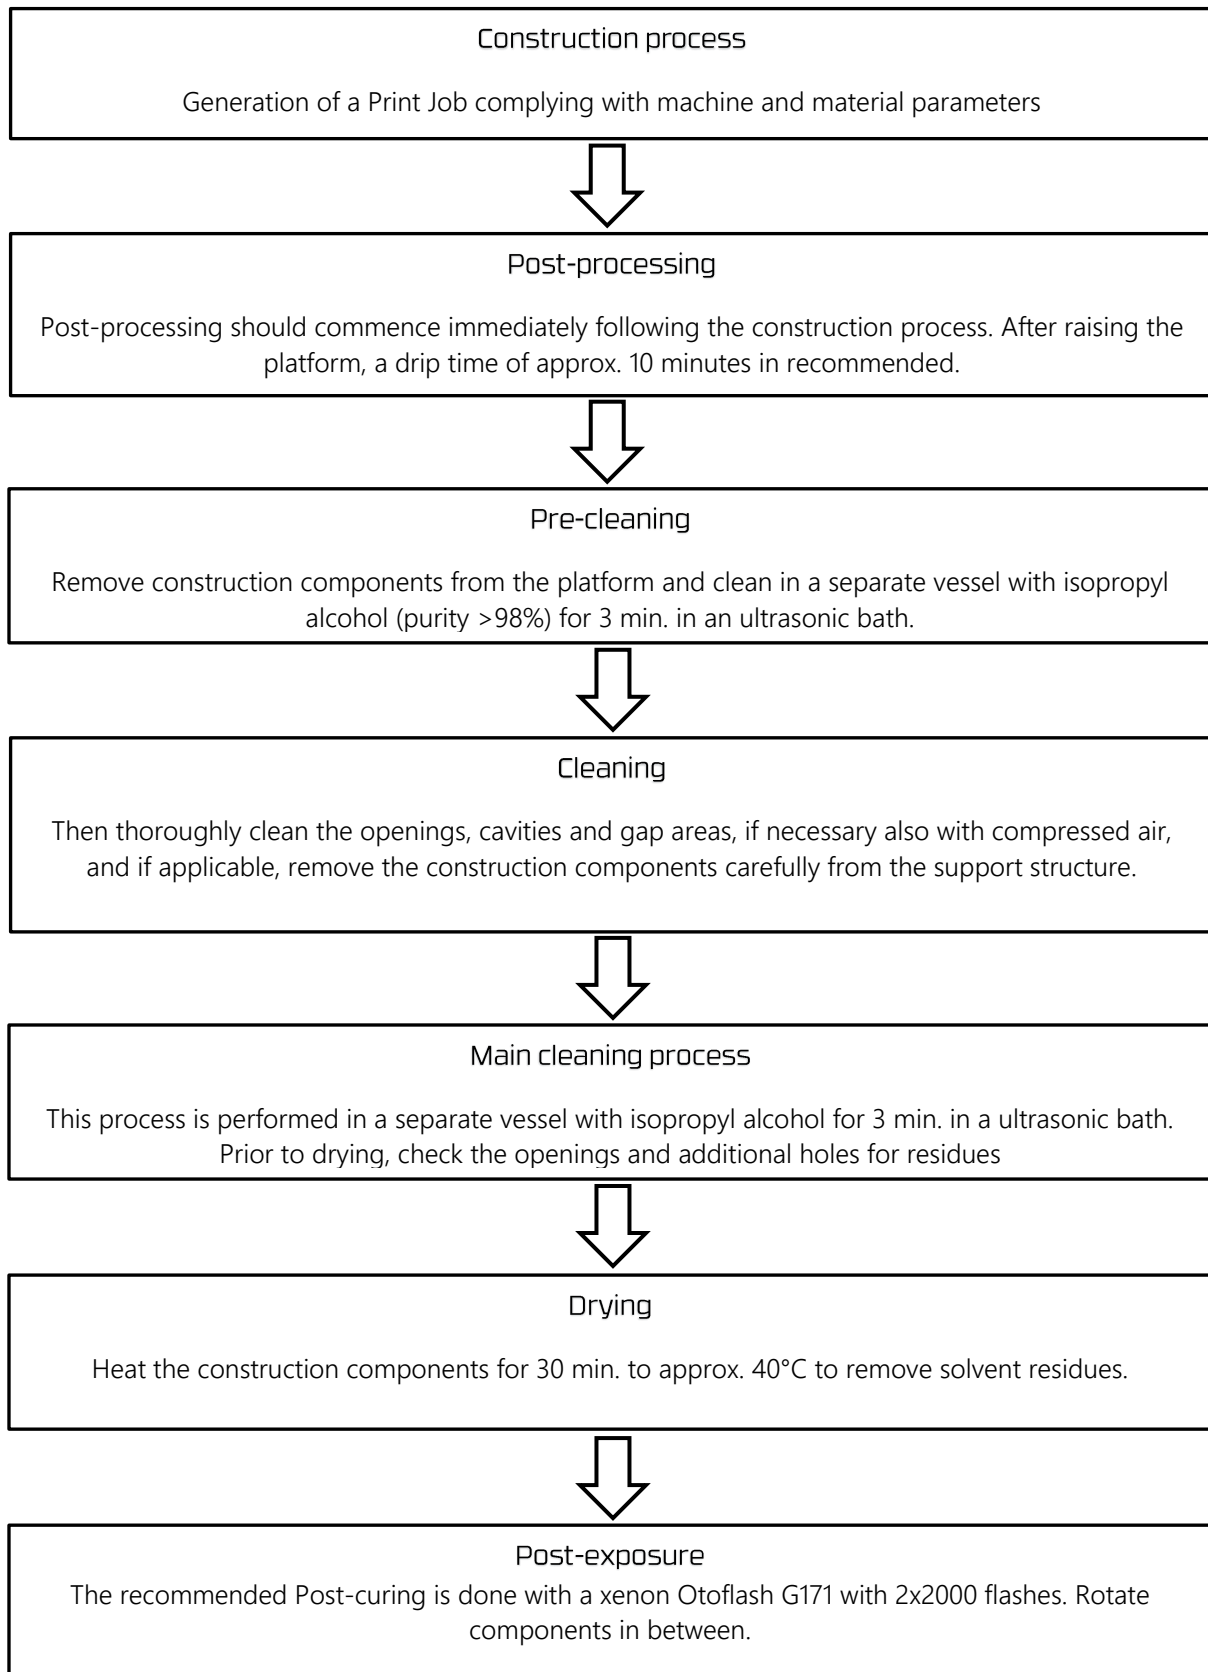 Construction process
Generation of a Print Job complying with machine and material parameters
Post-processing
Post-processing should commence immediately following the construction process. After raising the
platform, a drip time of approx. 10 minutes in recommended.
Pre-cleaning
Remove construction components from the platform and clean in a separate vessel with isopropyl
alcohol (purity >98%) for 3 min. in an ultrasonic bath.
Cleaning
Then thoroughly clean the openings, cavities and gap areas, if necessary also with compressed air,
and if applicable, remove the construction components carefully from the support structure.
Main cleaning process
This process is performed in a separate vessel with isopropyl alcohol for 3 min. in a ultrasonic bath.
Prior to drying, check the openings and additional holes for residues
Drying
Heat the construction components for 30 min. to approx. 40°C to remove solvent residues.
Post-exposure
The recommended Post-curing is done with a xenon Otoflash G171 with 2x2000 flashes. Rotate
components in between.